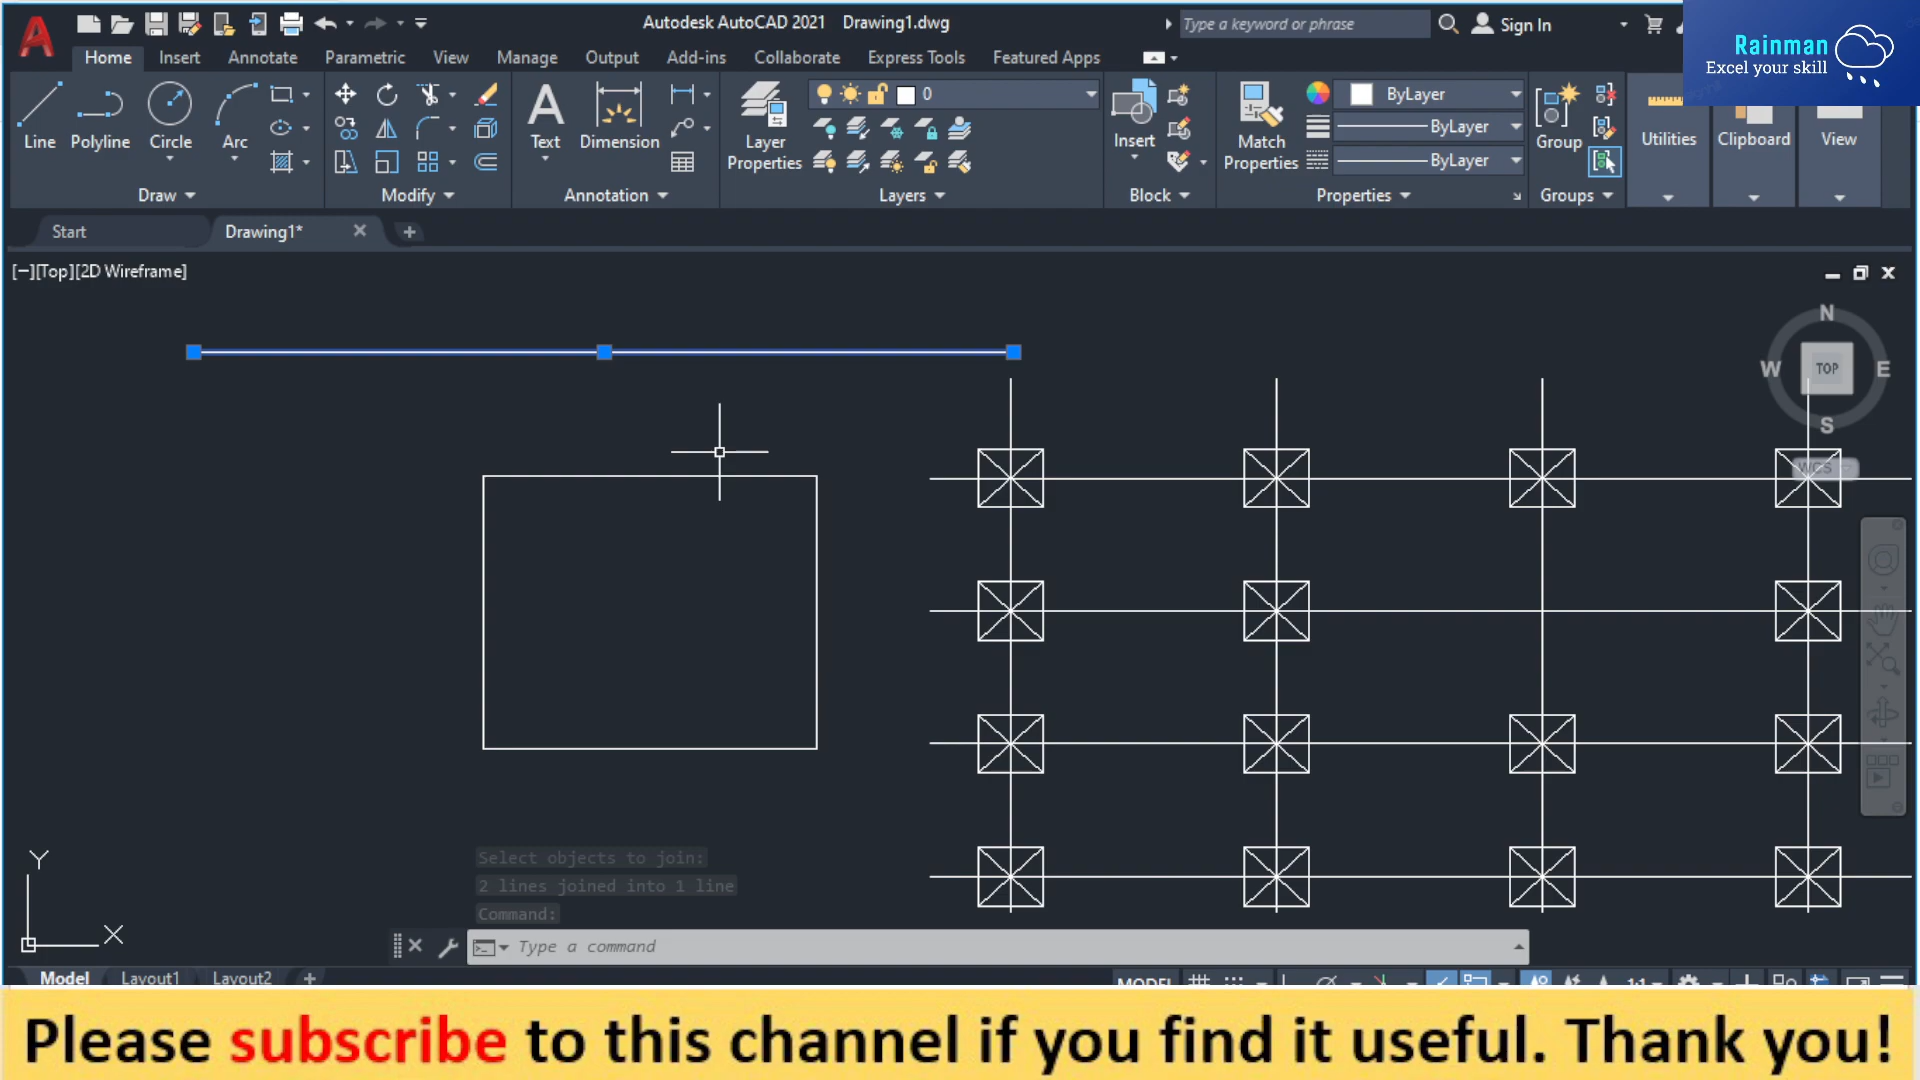 Autodesk AutoCAD 2021 Drawing1.dwg
Type a keyword or phrase
Sign In
Rainman
Excel your skill
Home Insert Annotate Parametric View Manage Output Add-ins Collaborate Express Tools Featured Apps
0
ByLayer
ByLayer
ByLayer
Line Polyline Circle Arc
Text Dimension
Layer Properties
Insert
Match Properties
Group
Utilities Clipboard View
Draw Modify Annotation Layers Block Properties Groups
Start Drawing1*
[−][Top][2D Wireframe]
N
W TOP E
S
WCS
Y
X
Select objects to join:
2 lines joined into 1 line
Command:
Type a command
Model Layout1 Layout2
MODEL 1:1
Please subscribe to this channel if you find it useful. Thank you!